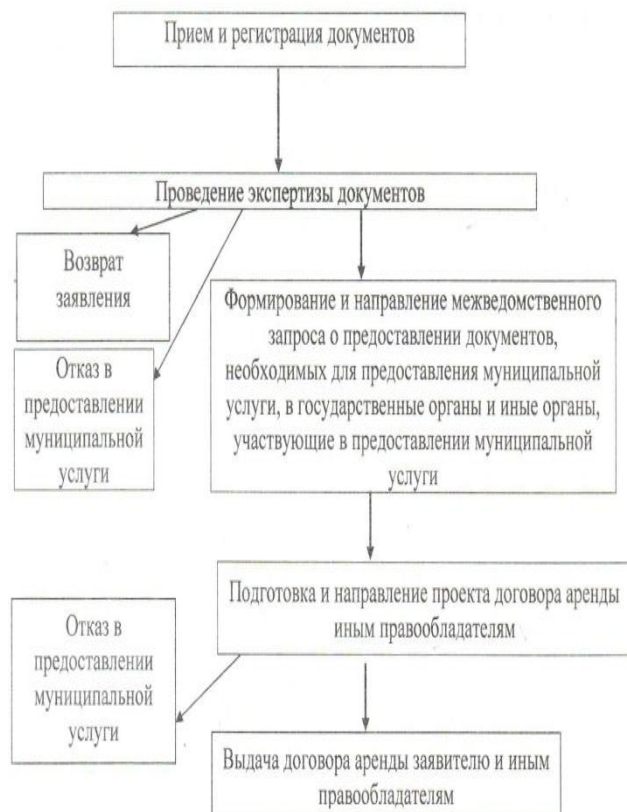 Прием и регистрация документов
Проведение экспертизы документов
Возврат
заявления
Формирование и направление межведомственного
запроса о предоставлении документов,
необходимых для предоставления муниципальной
услуги, в государственные органы и иные органы,
участвующие в предоставлении муниципальной
услуги
Отказ в
предоставлении
муниципальной
услуги
Подготовка и направление проекта договора аренды
иным правообладателям
Отказ в
предоставлении
муниципальной
услуги
Выдача договора аренды заявителю и иным
правообладателям